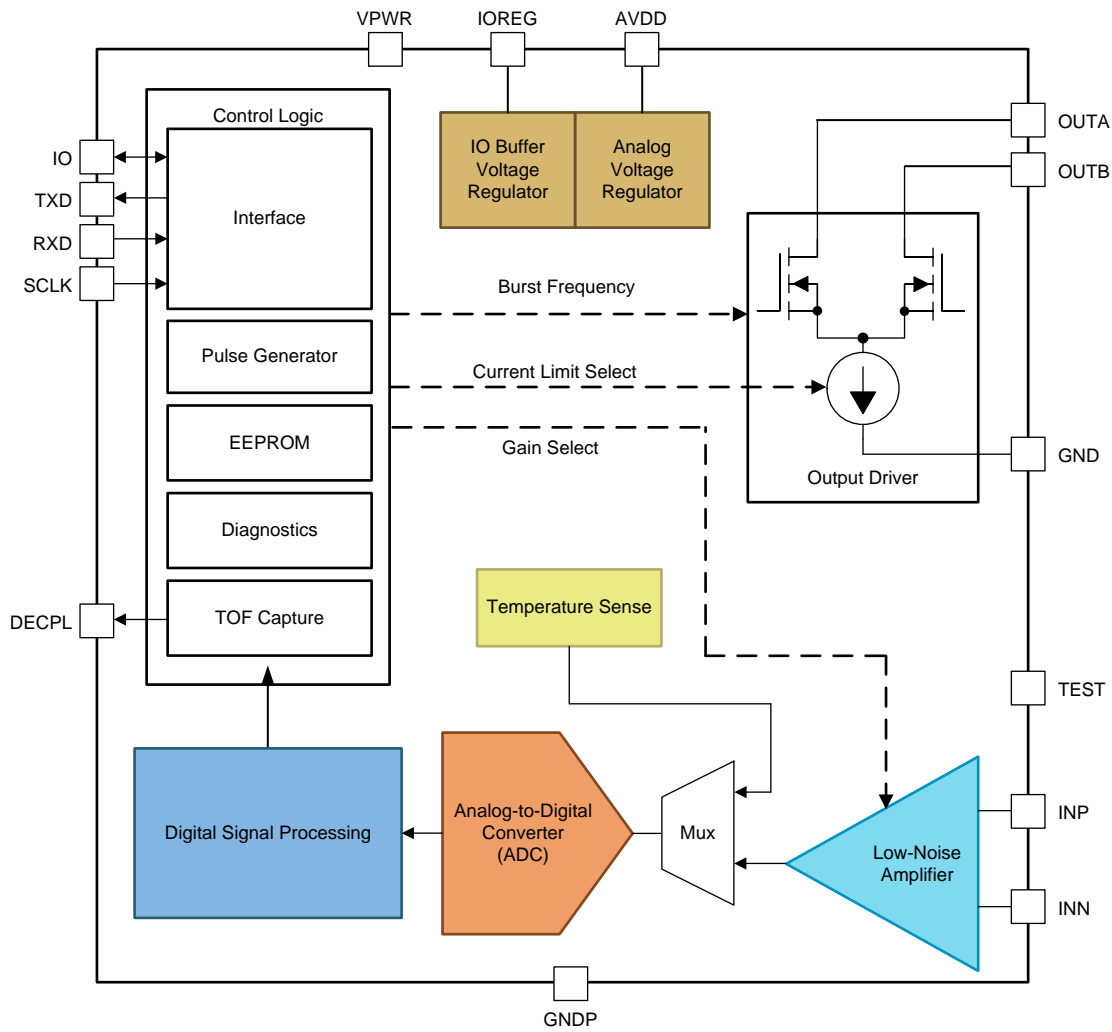 VPWR
IOREG
AVDD
Control Logic
IO
TXD
RXD
SCLK
Interface
IO Buffer
Voltage
Regulator
Analog
Voltage
Regulator
OUTA
OUTB
Burst Frequency
Pulse Generator
Current Limit Select
EEPROM
Gain Select
Output Driver
GND
Diagnostics
DECPL
TOF Capture
Temperature Sense
TEST
Digital Signal Processing
Analog-to-Digital
Converter
(ADC)
Mux
Low-Noise
Amplifier
INP
INN
GNDP